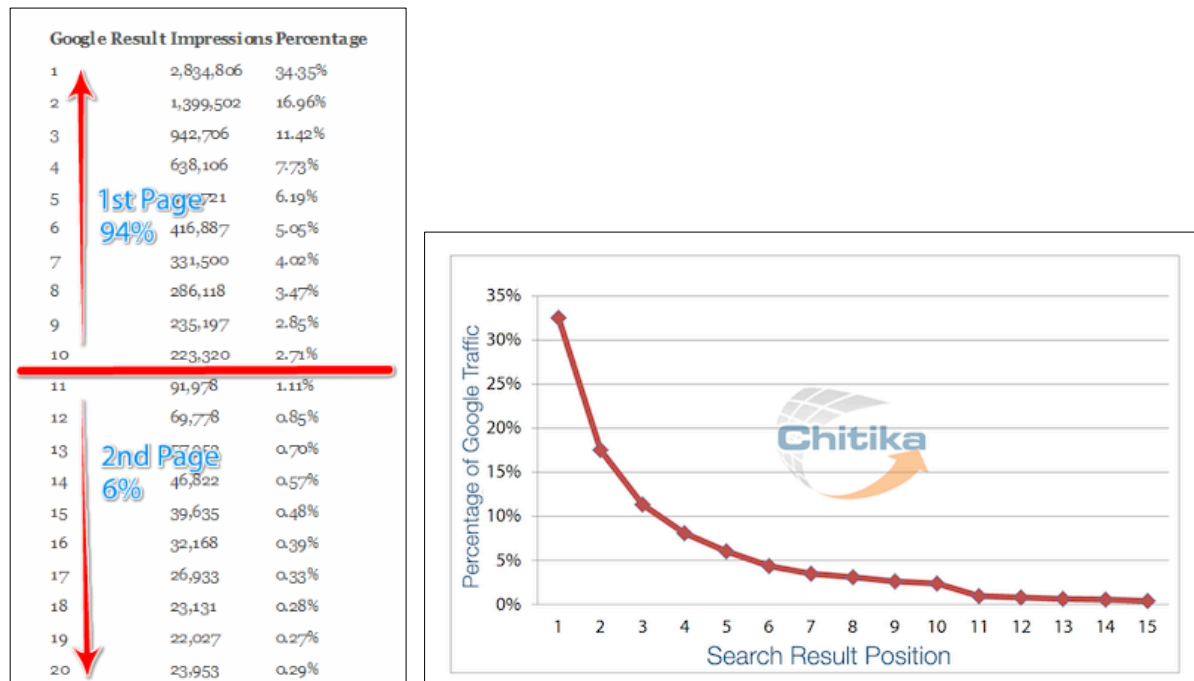 Google Result Impressions Percentage
1 2,834,806 34.35%
2 1,399,502 16.96%
3 942,706 11.42%
4 638,106 7.73%
5 721 6.19%
1st Page
94%
6 416,887 5.05%
7 331,500 4.02%
8 286,118 3.47%
9 235,197 2.85%
10 223,320 2.71%
11 91,978 1.11%
12 69,778 0.85%
13 0.70%
2nd Page
6%
14 46,822 0.57%
15 39,635 0.48%
16 32,168 0.39%
17 26,933 0.33%
18 23,131 0.28%
19 22,027 0.27%
20 23,953 0.29%
Percentage of Google Traffic
35%
30%
25%
20%
15%
10%
5%
0%
Chitika
1 2 3 4 5 6 7 8 9 10 11 12 13 14 15
Search Result Position